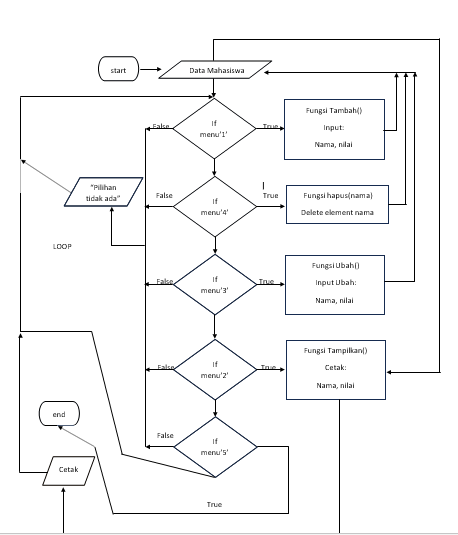 start
Data Mahasiswa
If
menu'1'
False
True
Fungsi Tambah()
Input:
Nama, nilai
"Pilihan
tidak ada"
If
menu'4'
False
True
Fungsi hapus(nama)
Delete element nama
LOOP
If
menu'3'
False
True
Fungsi Ubah()
Input Ubah:
Nama, nilai
If
menu'2'
False
True
Fungsi Tampilkan()
Cetak:
Nama, nilai
end
If
menu'5'
False
Cetak
True